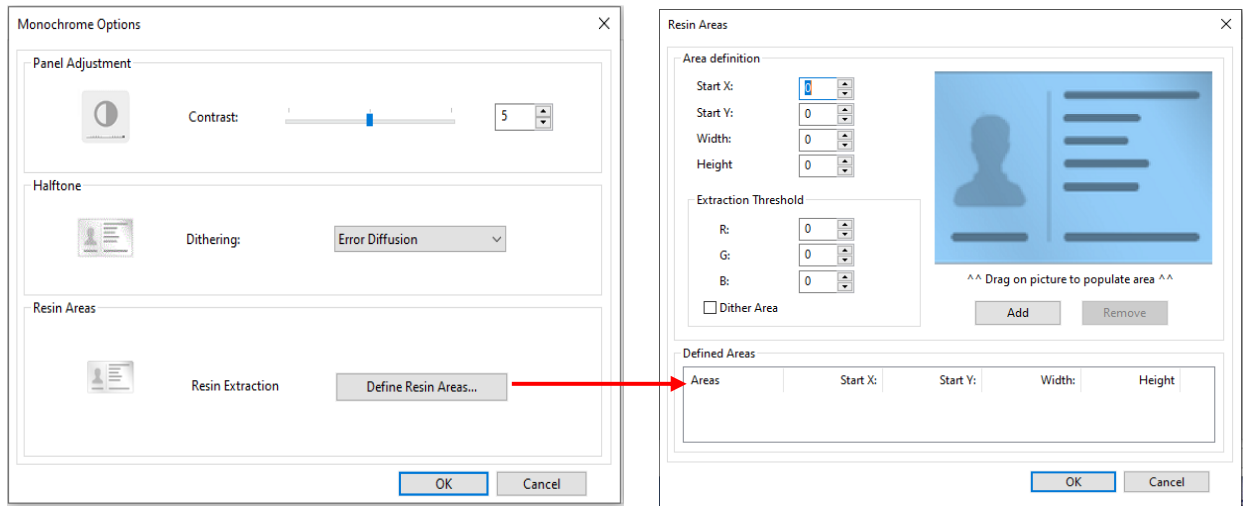 Monochrome Options
Panel Adjustment
Contrast:
5
Halftone
Dithering:
Error Diffusion
Resin Areas
Resin Extraction
Define Resin Areas...
OK
Cancel
Resin Areas
Area definition
Start X:
0
Start Y:
0
Width:
0
Height
0
Extraction Threshold
R:
0
G:
0
B:
0
Dither Area
^^ Drag on picture to populate area ^^
Add
Remove
Defined Areas
Areas Start X: Start Y: Width: Height
OK
Cancel